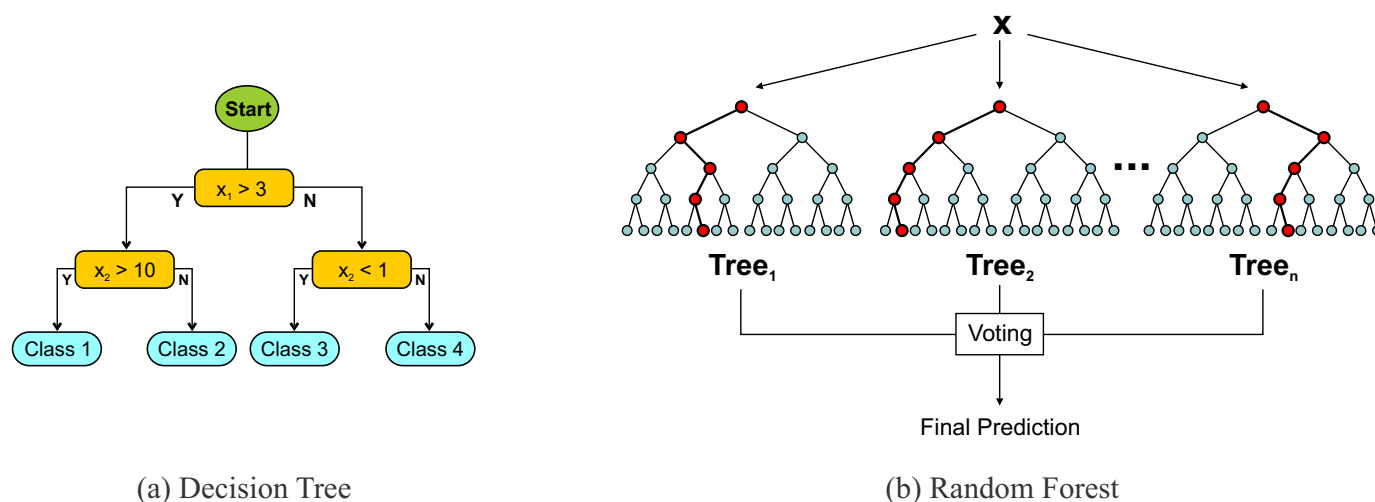 Start
x₁ > 3
Y
N
x₂ > 10
Y
N
x₂ < 1
Y
N
Class 1
Class 2
Class 3
Class 4
(a) Decision Tree
x
...
Tree₁
Tree₂
Treeₙ
Voting
Final Prediction
(b) Random Forest